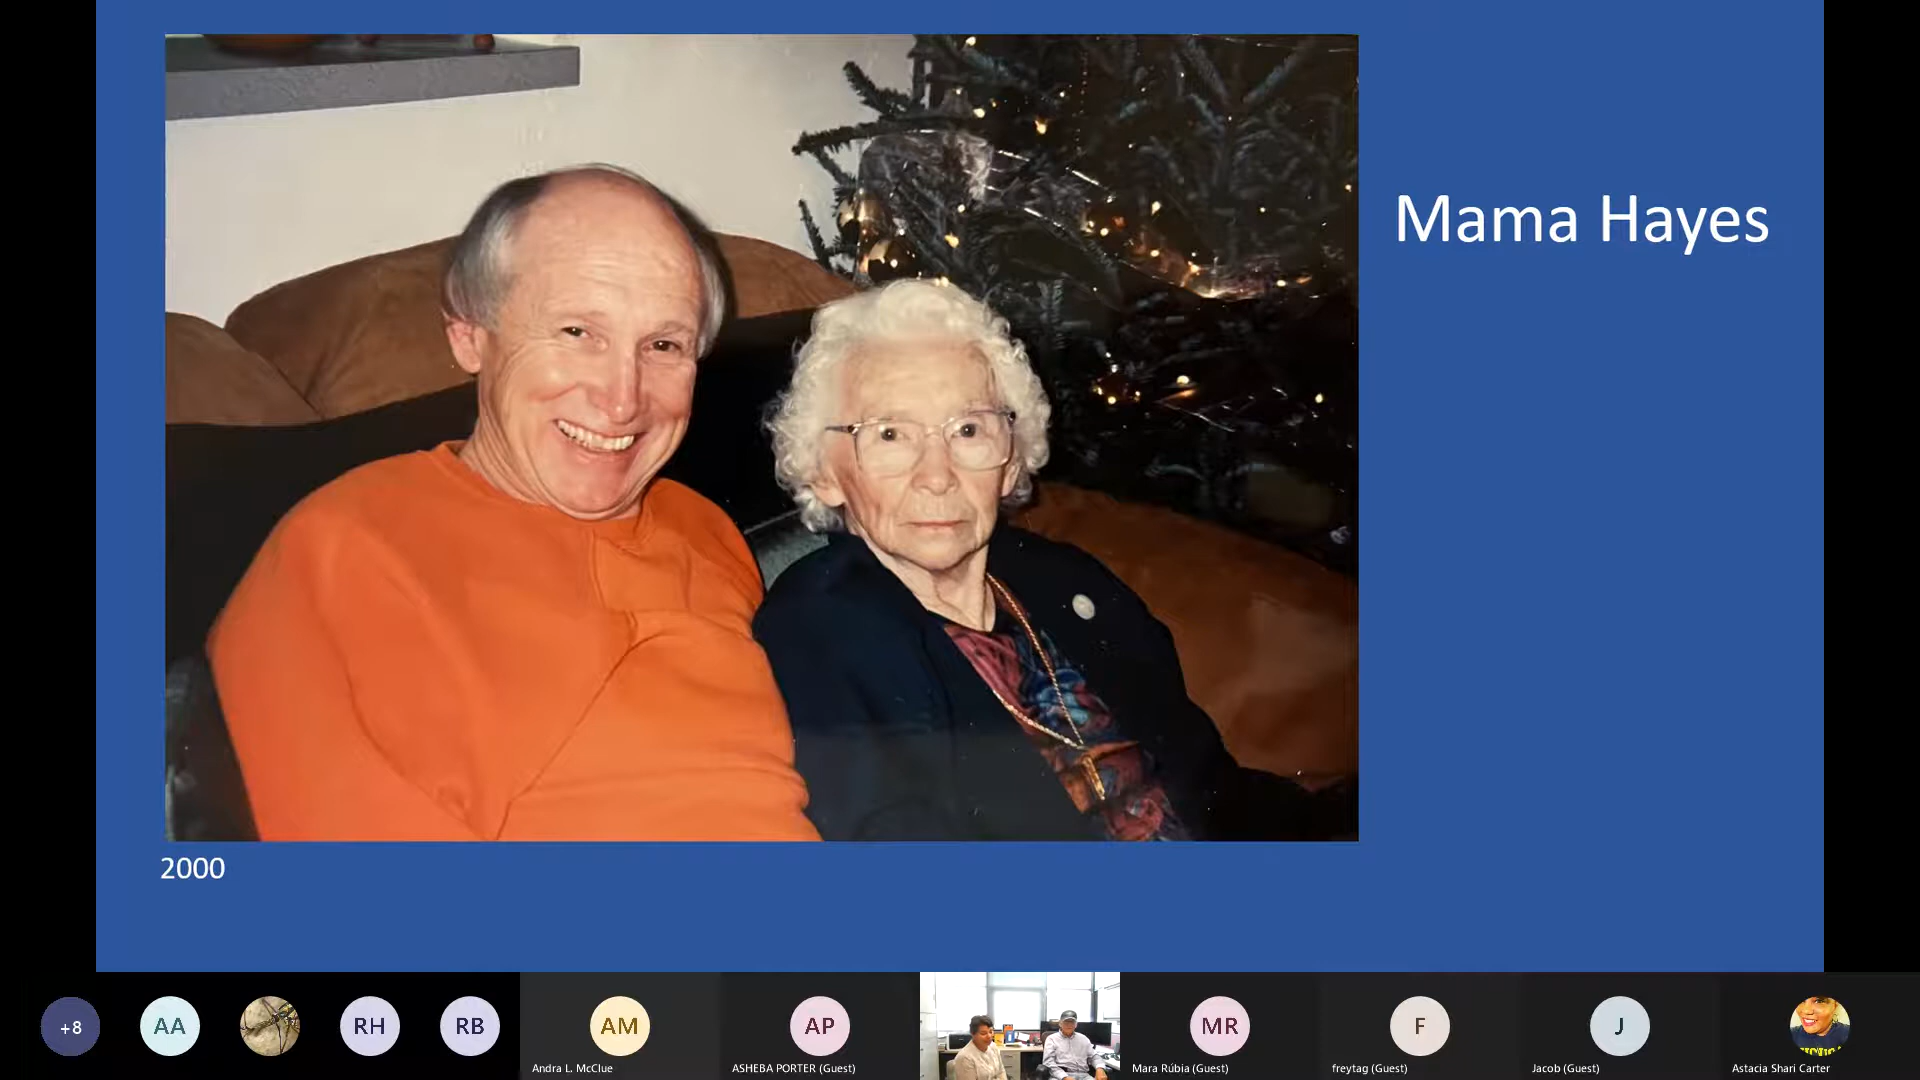 Mama Hayes
2000
+8
AA
RH
RB
AM
AP
MR
F
J
Andra L. McClue
ASHEBA PORTER (Guest)
Mara Rúbia (Guest)
freytag (Guest)
Jacob (Guest)
Astacia Shari Carter